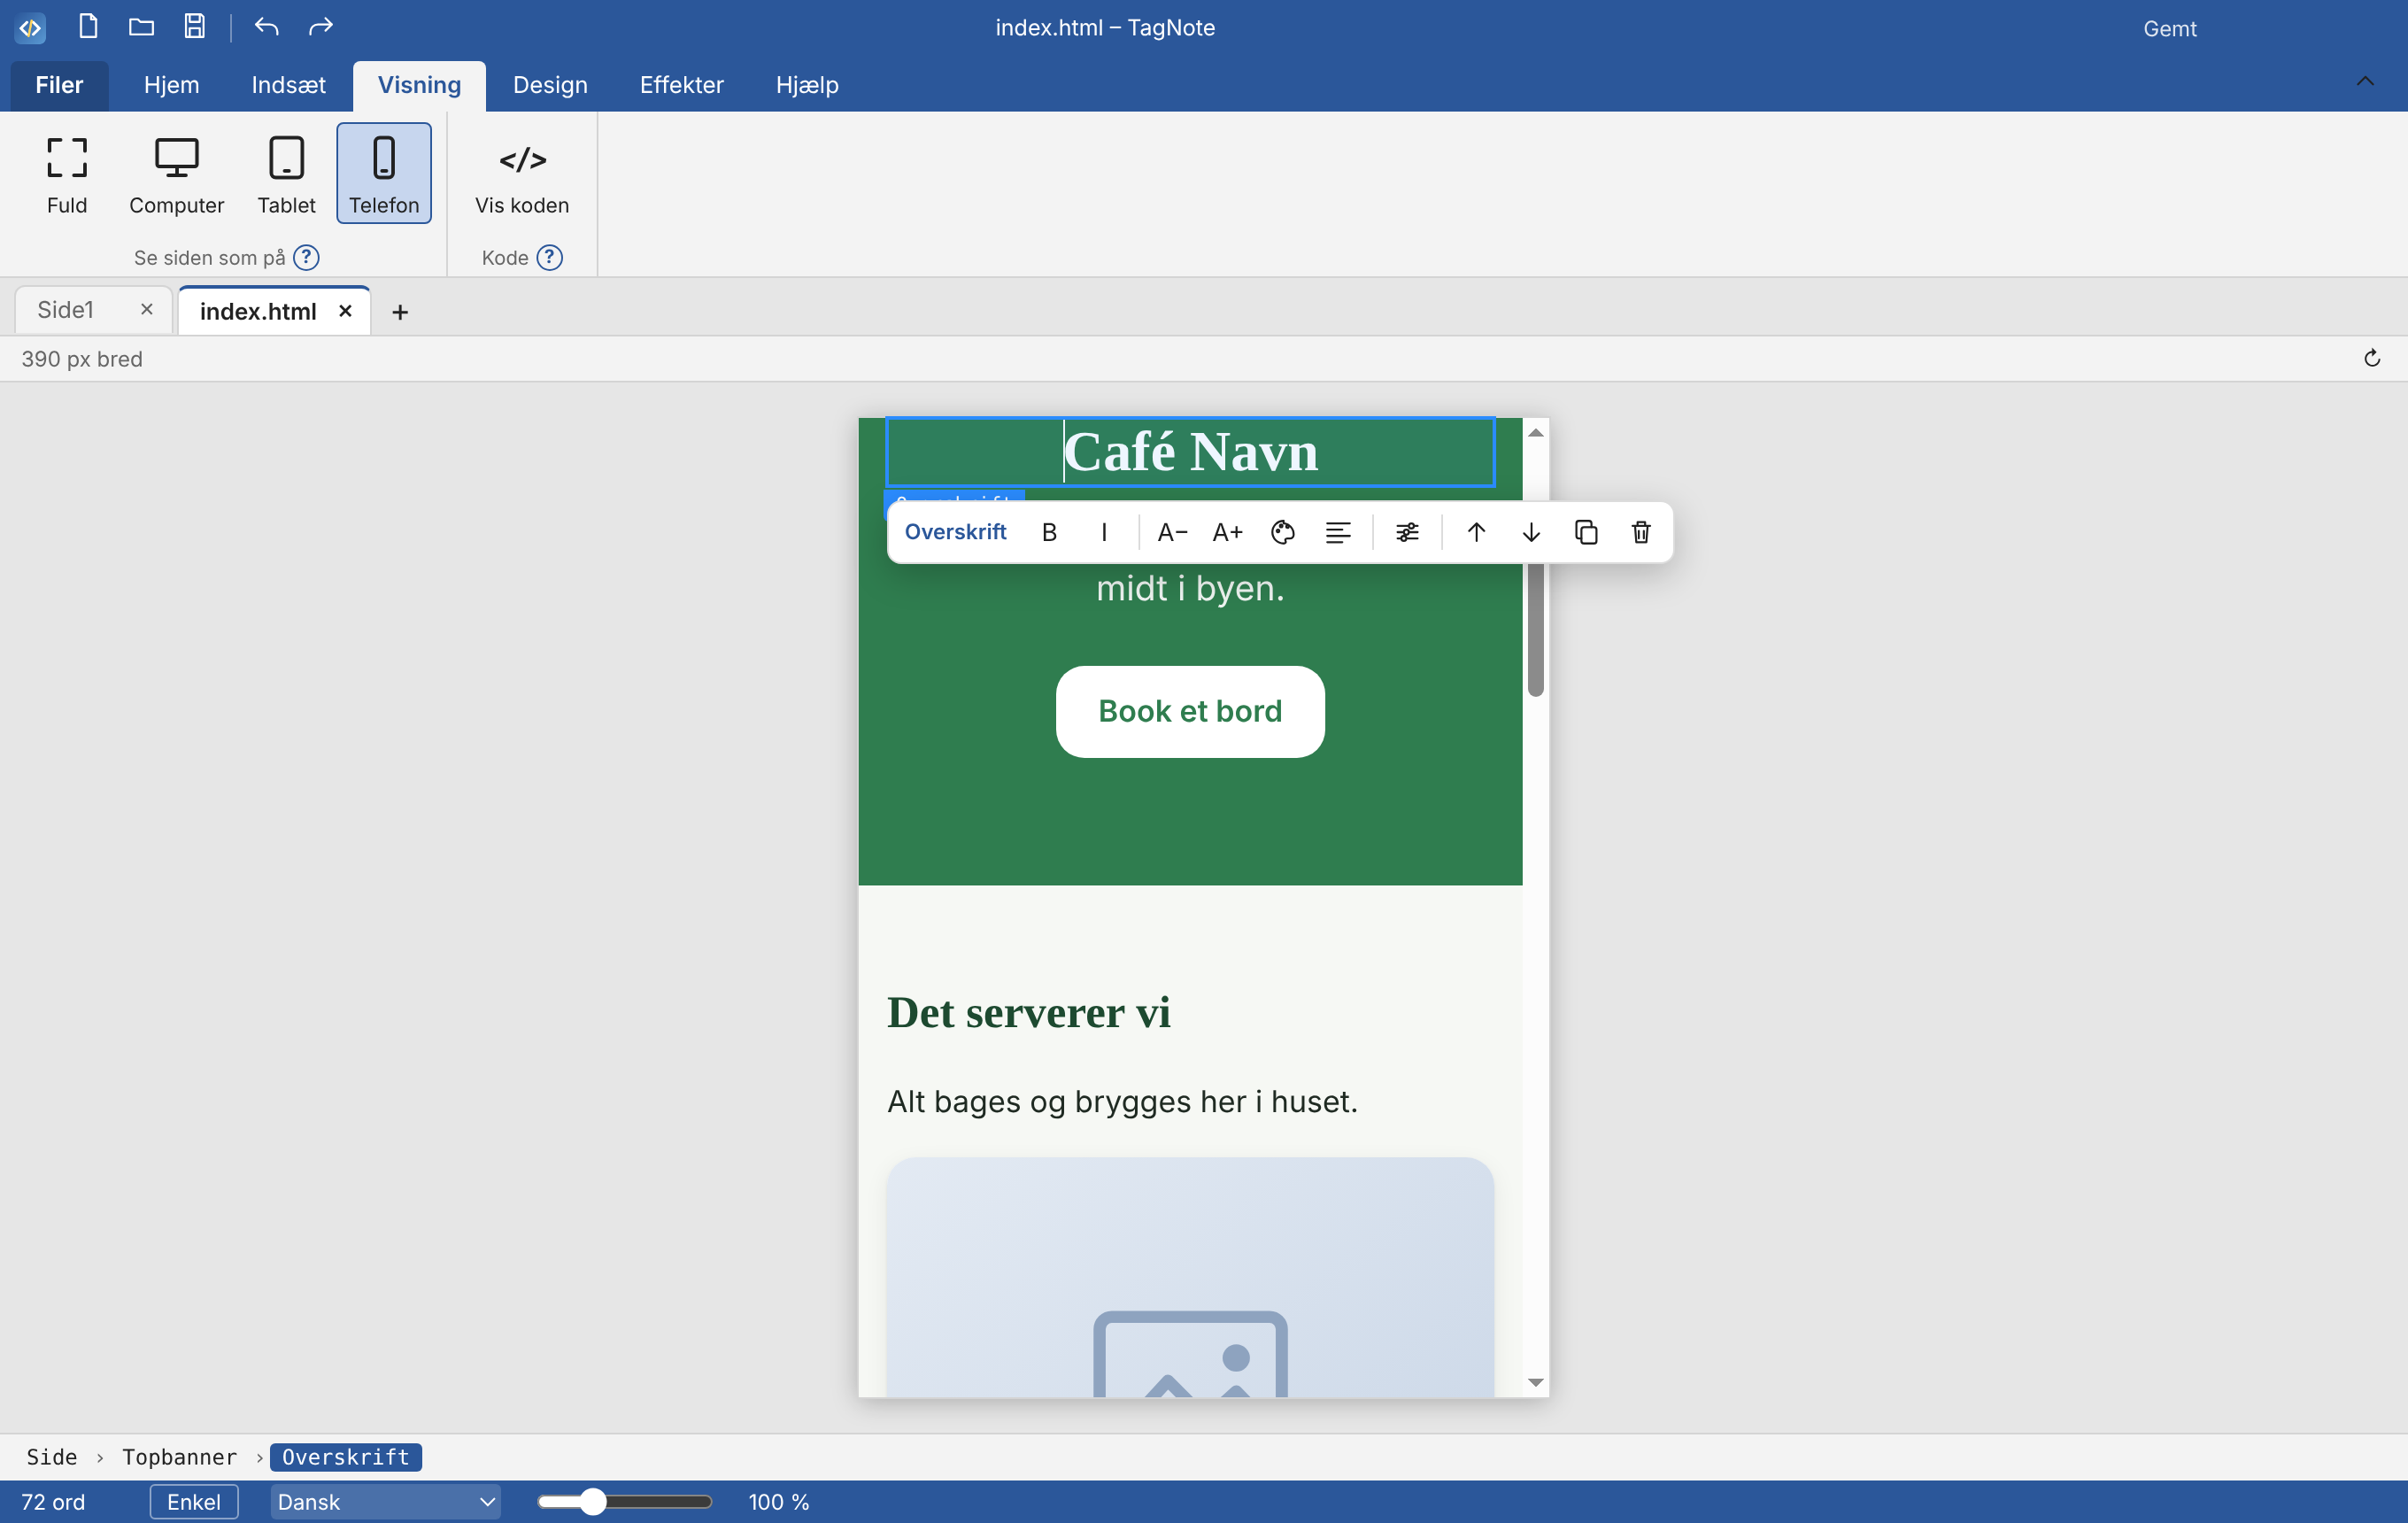 index.html – TagNote
Gemt
Filer
Hjem
Indsæt
Visning
Design
Effekter
Hjælp
Fuld
Computer
Tablet
Telefon
</>
Vis koden
Se siden som på ?
Kode ?
Side1 ×
index.html ×
+
390 px bred
Café Navn
Overskrift B I A− A+
midt i byen.
Book et bord
Det serverer vi
Alt bages og brygges her i huset.
Side › Topbanner › Overskrift
72 ord
Enkel
Dansk
100 %